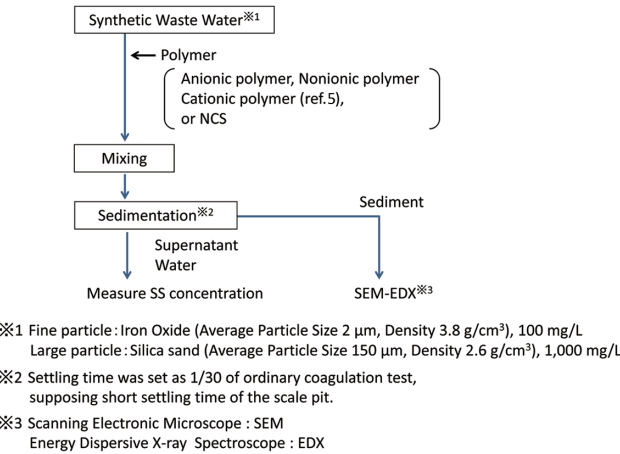 Synthetic Waste Water※1
Polymer
Anionic polymer, Nonionic polymer
Cationic polymer (ref.5),
or NCS
Mixing
Sedimentation※2
Sediment
Supernatant
Water
Measure SS concentration
SEM-EDX※3
※1 Fine particle : Iron Oxide (Average Particle Size 2 μm, Density 3.8 g/cm³), 100 mg/L
Large particle : Silica sand (Average Particle Size 150 μm, Density 2.6 g/cm³), 1,000 mg/L
※2 Settling time was set as 1/30 of ordinary coagulation test,
supposing short settling time of the scale pit.
※3 Scanning Electronic Microscope : SEM
Energy Dispersive X-ray Spectroscope : EDX